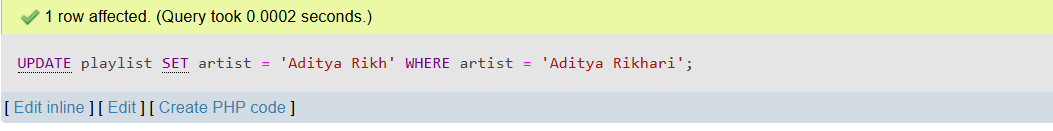 1 row affected. (Query took 0.0002 seconds.)
UPDATE playlist SET artist = 'Aditya Rikh' WHERE artist = 'Aditya Rikhari';
[ Edit inline ] [ Edit ] [ Create PHP code ]